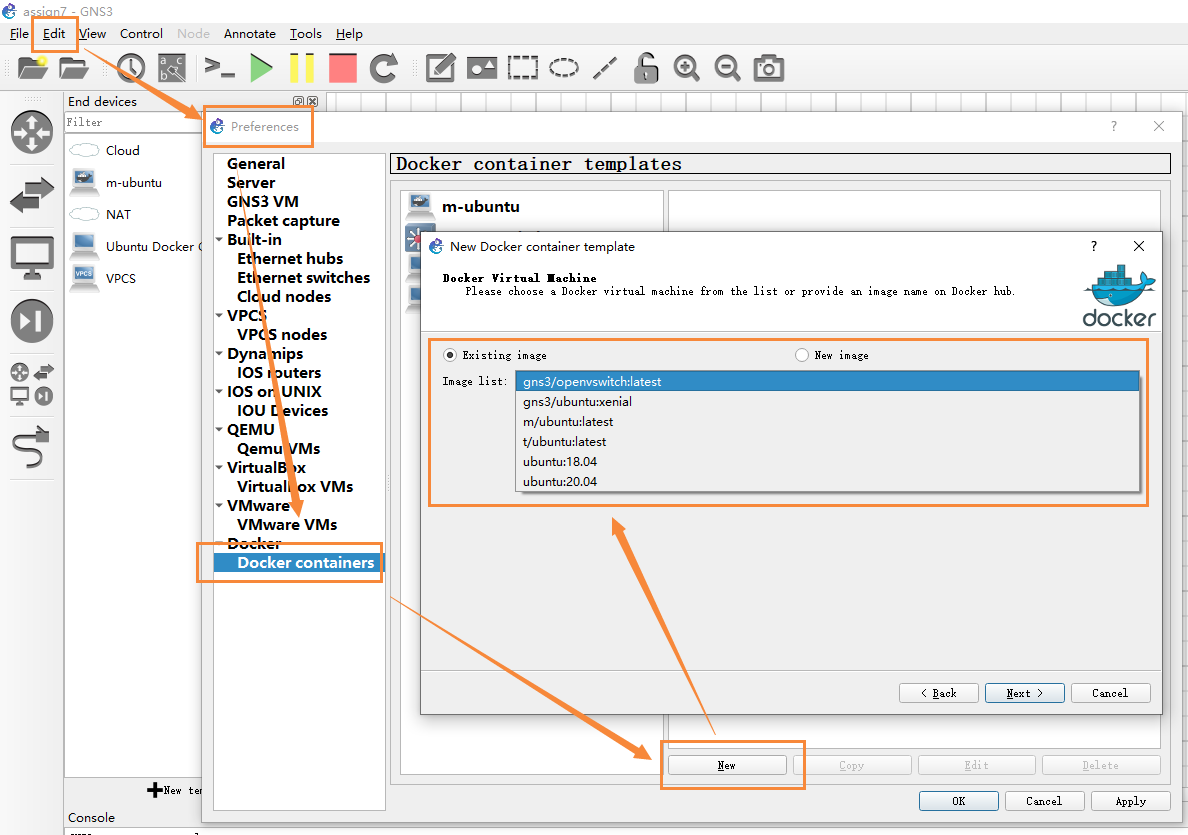 assign7 - GNS3
File Edit View Control Node Annotate Tools Help
End devices
Filter
Cloud
m-ubuntu
NAT
Ubuntu Docker
VPCS
VPCS
New
Console
Preferences
?
General
Server
GNS3 VM
Packet capture
Built-in
Ethernet hubs
Ethernet switches
Cloud nodes
VPCS
VPCS nodes
Dynamips
IOS routers
IOS on UNIX
IOU Devices
QEMU
Qemu VMs
VirtualBox
VirtualBox VMs
VMware
VMware VMs
Docker
Docker containers
Docker container templates
m-ubuntu
New Docker container template
?
Docker Virtual Machine
Please choose a Docker virtual machine from the list or provide an image name on Docker hub.
docker
Existing image New image
Image list:
gns3/openvswitch:latest
gns3/ubuntu:xenial
m/ubuntu:latest
t/ubuntu:latest
ubuntu:18.04
ubuntu:20.04
< Back Next > Cancel
New Copy Edit Delete
OK Cancel Apply